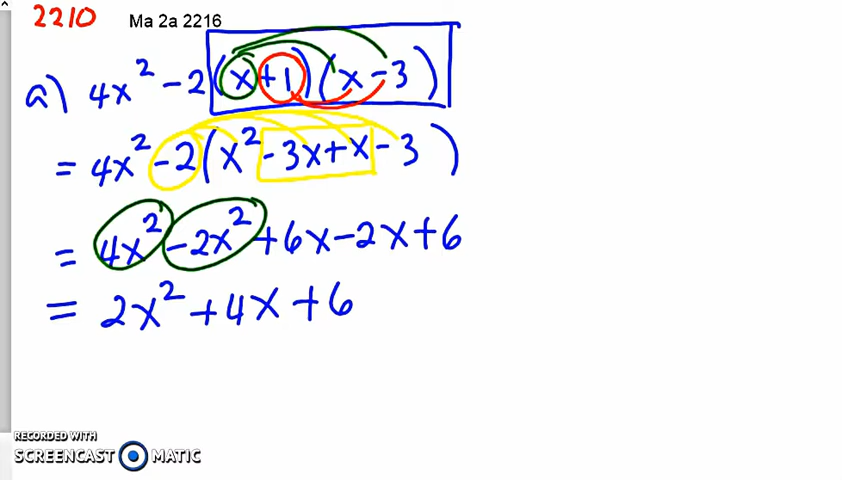 2210 Ma 2a 2216
a) 4x² -2(x+1)(x-3)
= 4x² -2(x² -3x+x-3)
= 4x² -2x² +6x-2x+6
= 2x² +4x+6
RECORDED WITH
SCREENCAST MATIC